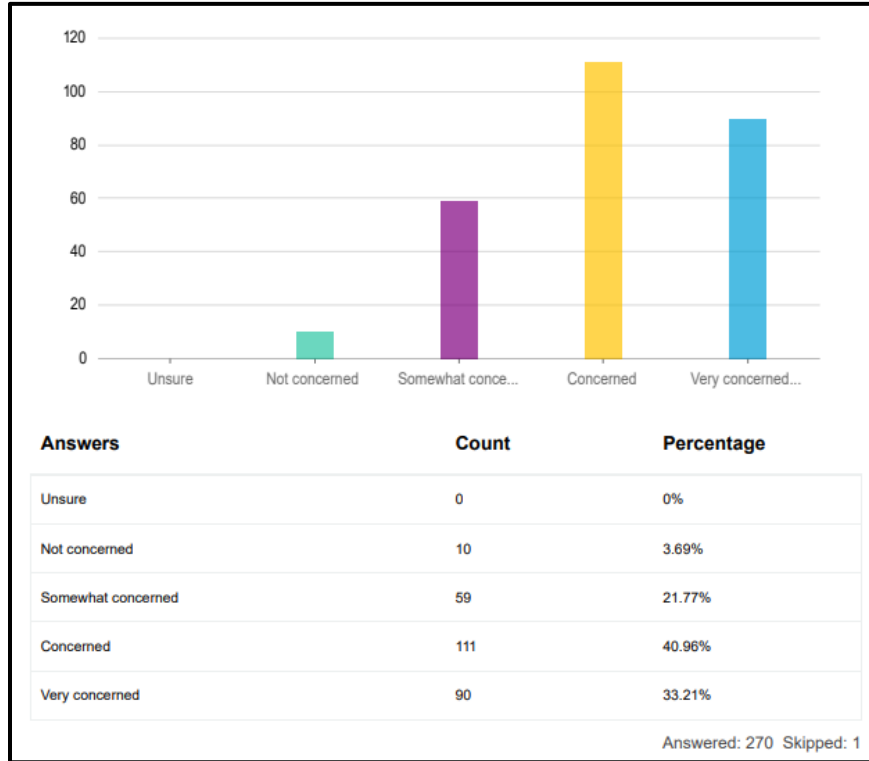 120
100
80
60
40
20
0
Unsure Not concerned Somewhat conce... Concerned Very concerned...
Answers Count Percentage
Unsure 0 0%
Not concerned 10 3.69%
Somewhat concerned 59 21.77%
Concerned 111 40.96%
Very concerned 90 33.21%
Answered: 270 Skipped: 1